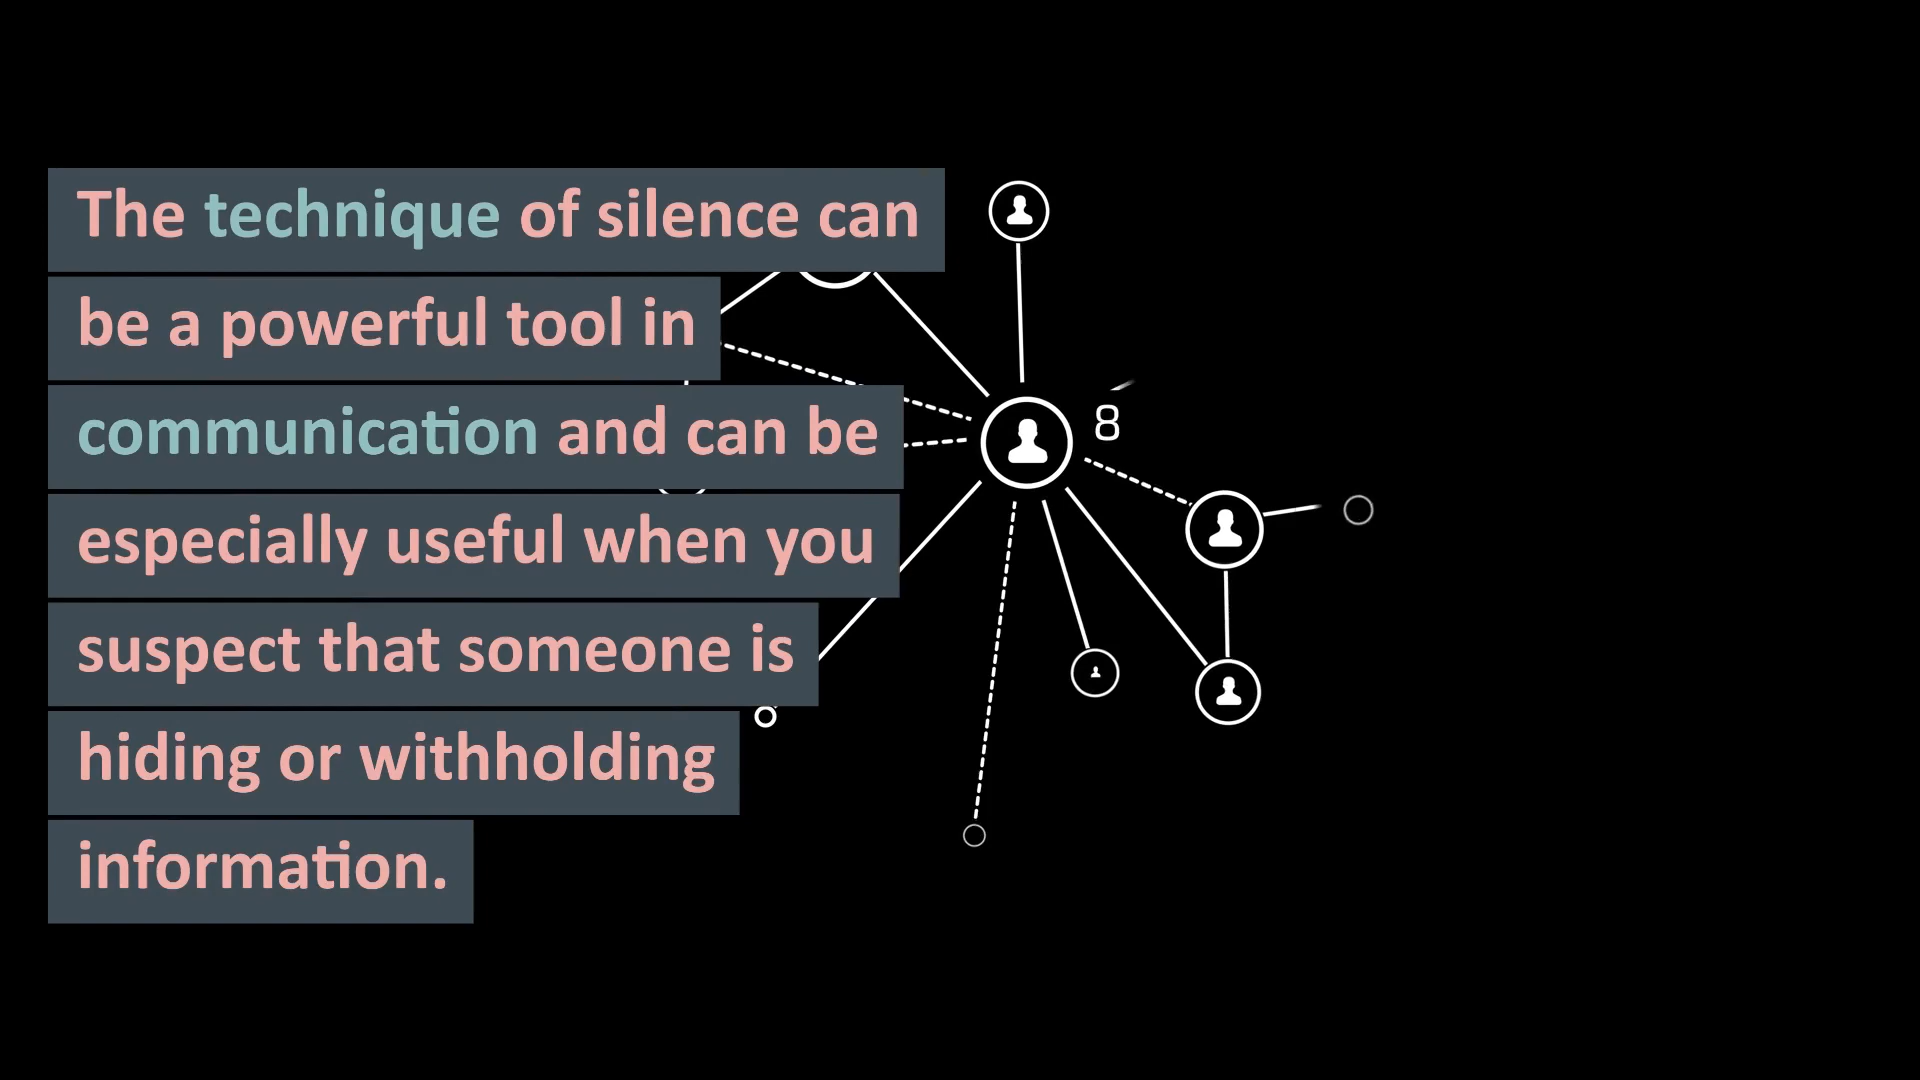 The technique of silence can
be a powerful tool in
communication and can be
especially useful when you
suspect that someone is
hiding or withholding
information.
8